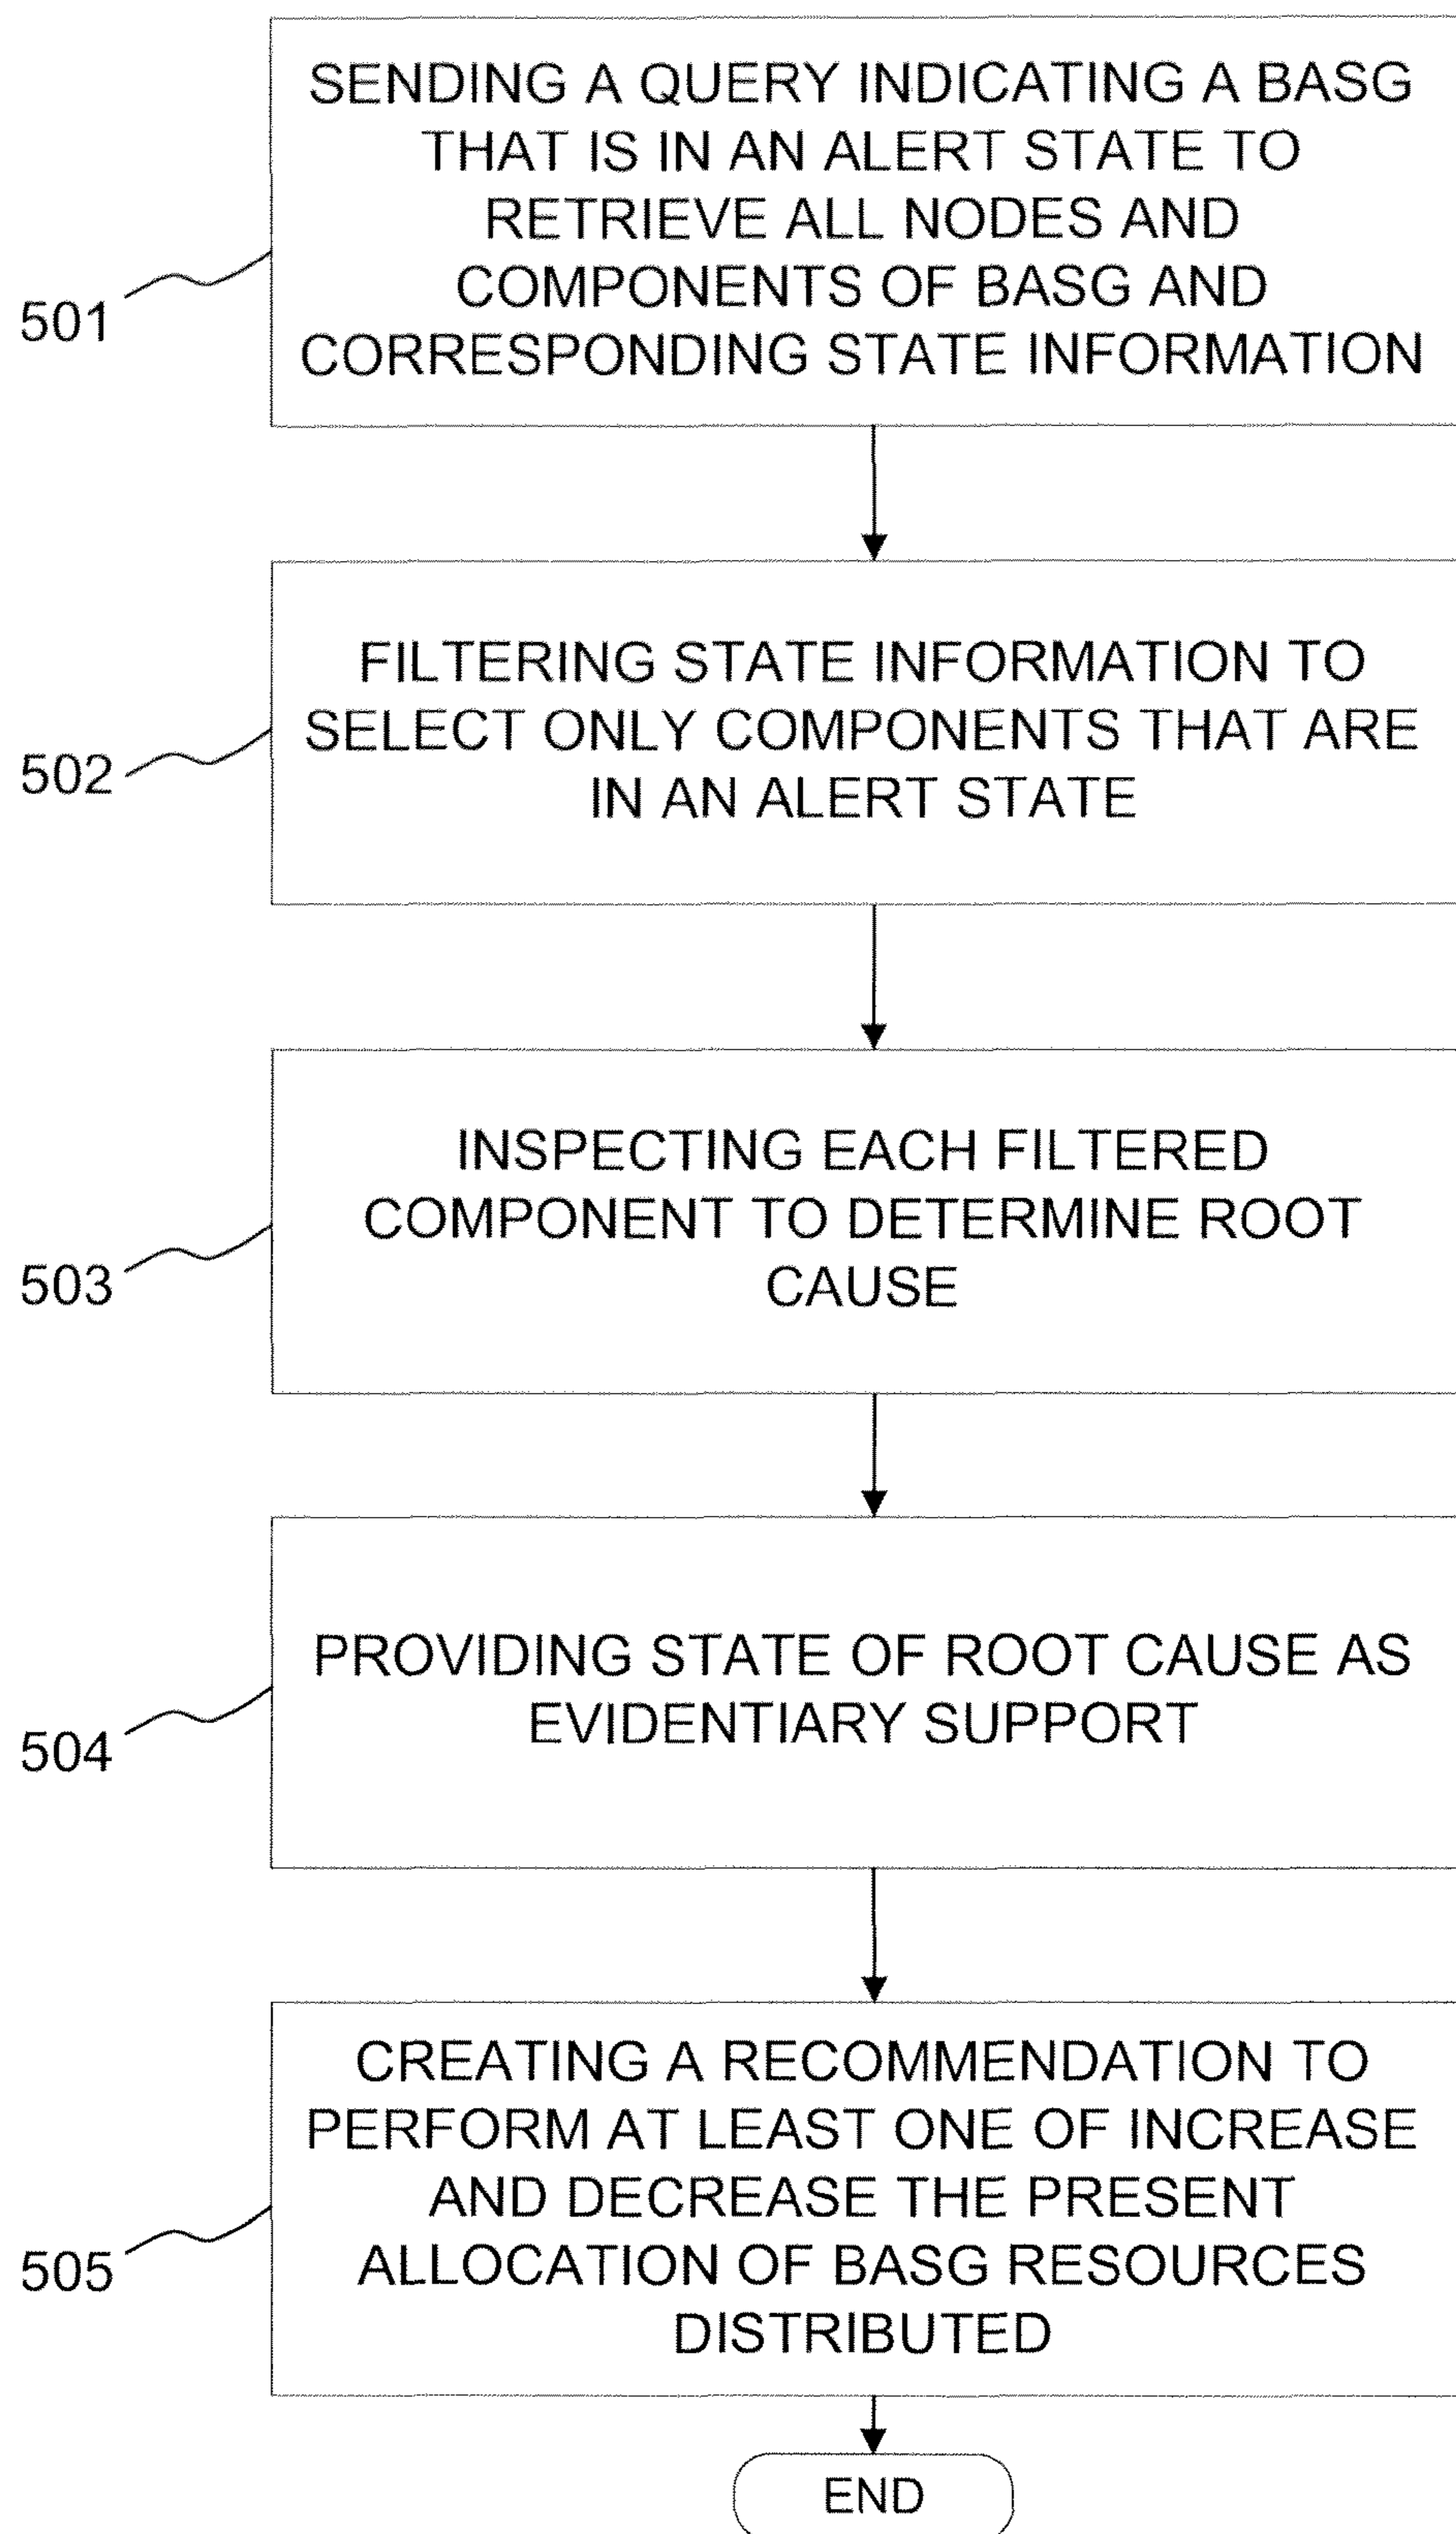 SENDING A QUERY INDICATING A BASG
THAT IS IN AN ALERT STATE TO
RETRIEVE ALL NODES AND
COMPONENTS OF BASG AND
CORRESPONDING STATE INFORMATION
501
FILTERING STATE INFORMATION TO
SELECT ONLY COMPONENTS THAT ARE
IN AN ALERT STATE
502
INSPECTING EACH FILTERED
COMPONENT TO DETERMINE ROOT
CAUSE
503
PROVIDING STATE OF ROOT CAUSE AS
EVIDENTIARY SUPPORT
504
CREATING A RECOMMENDATION TO
PERFORM AT LEAST ONE OF INCREASE
AND DECREASE THE PRESENT
ALLOCATION OF BASG RESOURCES
DISTRIBUTED
505
END